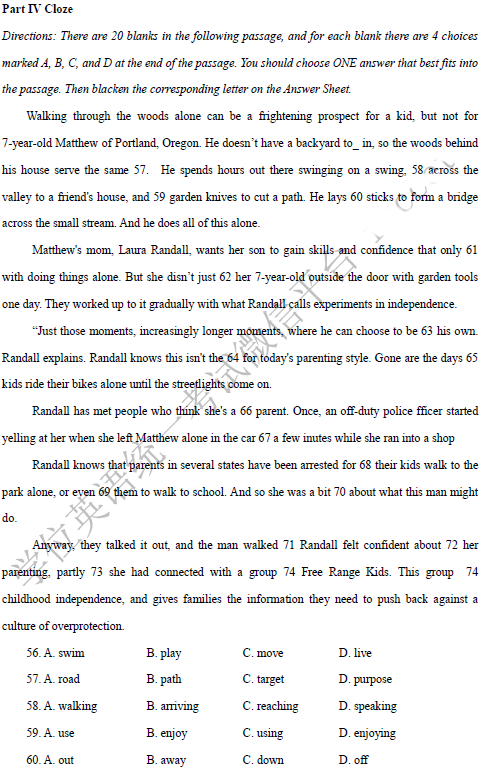 Part IV Cloze
Directions: There are 20 blanks in the following passage, and for each blank there are 4 choices
marked A, B, C, and D at the end of the passage. You should choose ONE answer that best fits into
the passage. Then blacken the corresponding letter on the Answer Sheet.
Walking through the woods alone can be a frightening prospect for a kid, but not for
7-year-old Matthew of Portland, Oregon. He doesn't have a backyard to_ in, so the woods behind
his house serve the same 57. He spends hours out there swinging on a swing, 58 across the
valley to a friend's house, and 59 garden knives to cut a path. He lays 60 sticks to form a bridge
across the small stream. And he does all of this alone.
Matthew's mom, Laura Randall, wants her son to gain skills and confidence that only 61
with doing things alone. But she disn't just 62 her 7-year-old outside the door with garden tools
one day. They worked up to it gradually with what Randall calls experiments in independence.
"Just those moments, increasingly longer moments, where he can choose to be 63 his own.
Randall explains. Randall knows this isn't the 64 for today's parenting style. Gone are the days 65
kids ride their bikes alone until the streetlights come on.
Randall has met people who think she's a 66 parent. Once, an off-duty police fficer started
yelling at her when she left Matthew alone in the car 67 a few inutes while she ran into a shop
Randall knows that parents in several states have been arrested for 68 their kids walk to the
park alone, or even 69 them to walk to school. And so she was a bit 70 about what this man might
do.
Anyway, they talked it out, and the man walked 71 Randall felt confident about 72 her
parenting, partly 73 she had connected with a group 74 Free Range Kids. This group 74
childhood independence, and gives families the information they need to push back against a
culture of overprotection.
56. A. swim B. play C. move D. live
57. A. road B. path C. target D. purpose
58. A. walking B. arriving C. reaching D. speaking
59. A. use B. enjoy C. using D. enjoying
60. A. out B. away C. down D. off
学位英语统一考试微信平台